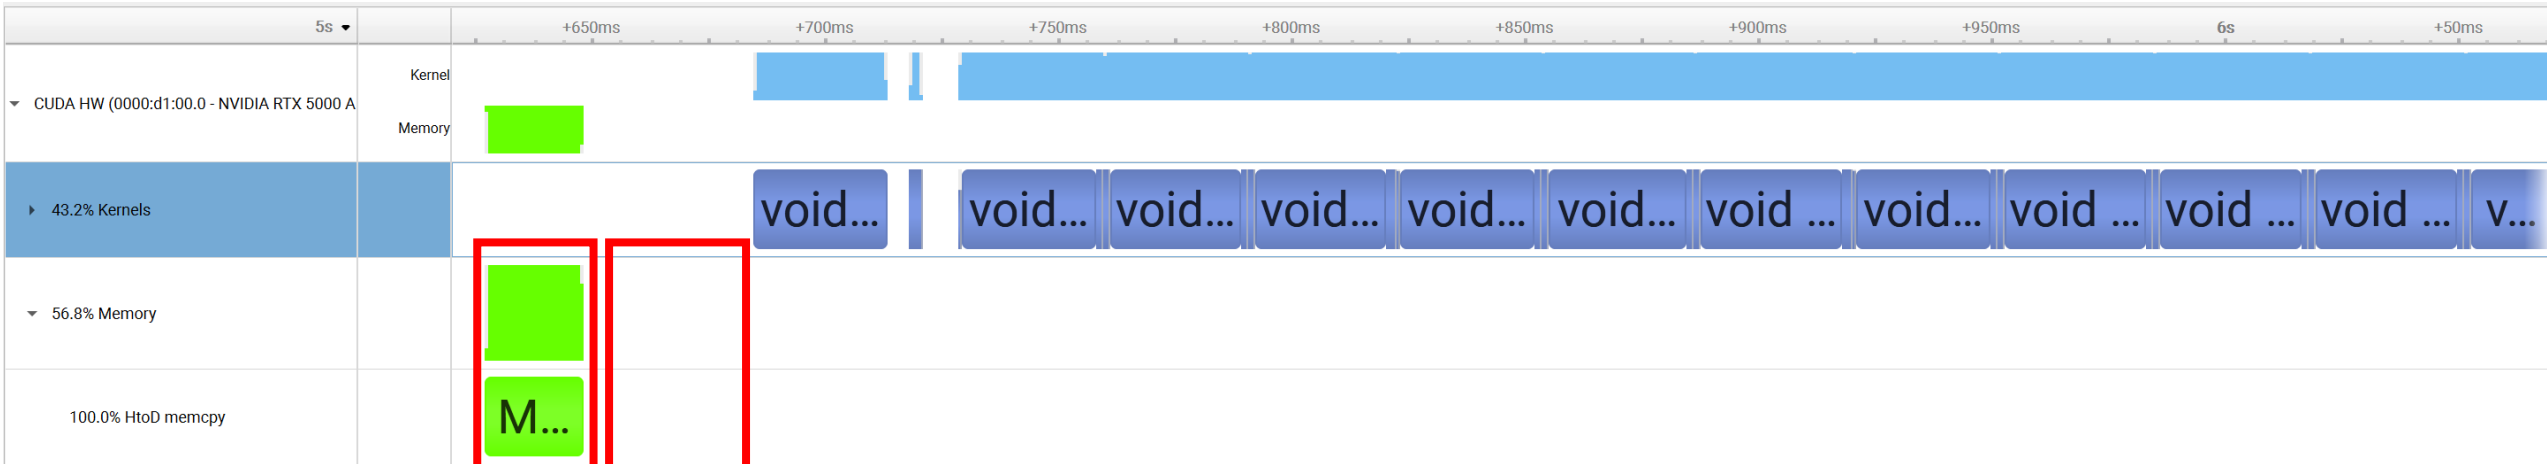 5s +650ms +700ms +750ms +800ms +850ms +900ms +950ms 6s +50ms
Kernel
CUDA HW (0000:d1:00.0 - NVIDIA RTX 5000 A
Memory
43.2% Kernels void... void... void... void... void... void... void ... void... void ... void ... void ... v...
56.8% Memory
100.0% HtoD memcpy M...